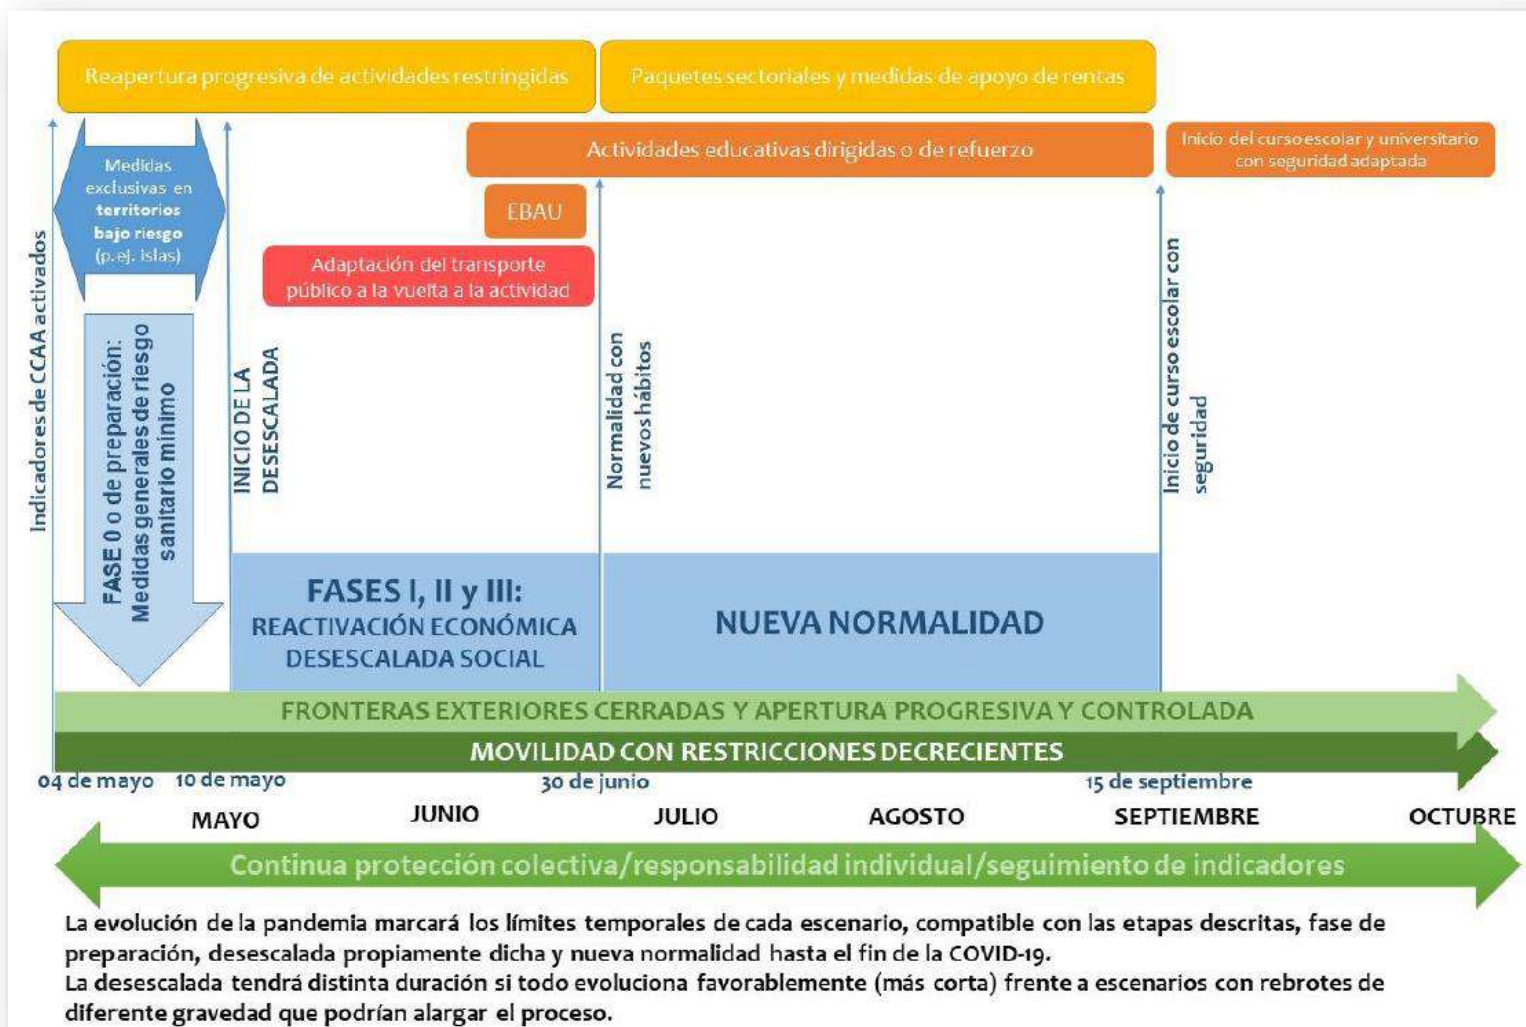 Reapertura progresiva de actividades restringidas
Paquetes sectoriales y medidas de apoyo de rentas
Actividades educativas dirigidas o de refuerzo
Inicio del curso escolar y universitario
con seguridad adaptada
Medidas
exclusivas en
territorios
bajo riesgo
(p.ej. islas)
EBAU
Adaptación del transporte
público a la vuelta a la actividad
Indicadores de CCAA activados
FASE 0 o de preparación:
Medidas generales de riesgo
sanitario mínimo
INICIO DE LA
DESESCALADA
Normalidad con
nuevos hábitos
Inicio de curso escolar con
seguridad
FASES I, II y III:
REACTIVACIÓN ECONÓMICA
DESESCALADA SOCIAL
NUEVA NORMALIDAD
FRONTERAS EXTERIORES CERRADAS Y APERTURA PROGRESIVA Y CONTROLADA
MOVILIDAD CON RESTRICCIONES DECRECIENTES
04 de mayo
10 de mayo
30 de junio
15 de septiembre
MAYO
JUNIO
JULIO
AGOSTO
SEPTIEMBRE
OCTUBRE
Continua protección colectiva/responsabilidad individual/seguimiento de indicadores
La evolución de la pandemia marcará los límites temporales de cada escenario, compatible con las etapas descritas, fase de
preparación, desescalada propiamente dicha y nueva normalidad hasta el fin de la COVID-19.
La desescalada tendrá distinta duración si todo evoluciona favorablemente (más corta) frente a escenarios con rebrotes de
diferente gravedad que podrían alargar el proceso.